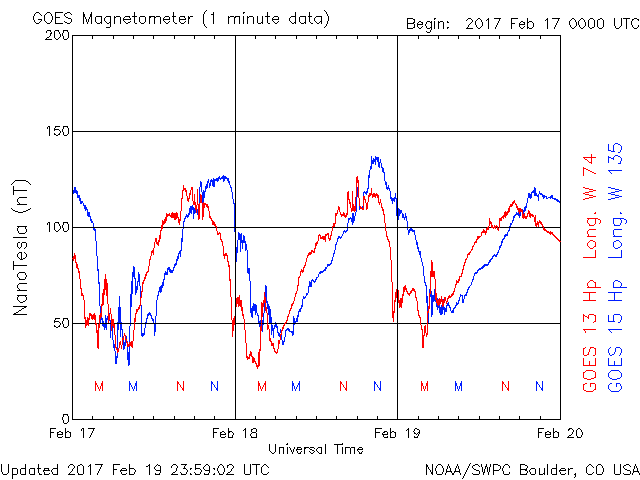 GOES Magnetometer (1 minute data)
Begin: 2017 Feb 17 0000 UTC
200
150
100
50
0
NanoTesla (nT)
M M N N M M N N M M N N
Feb 17 Feb 18 Feb 19 Feb 20
Universal Time
GOES 13 Hp Long. W 74
GOES 15 Hp Long. W 135
Updated 2017 Feb 19 23:59:02 UTC
NOAA/SWPC Boulder, CO USA